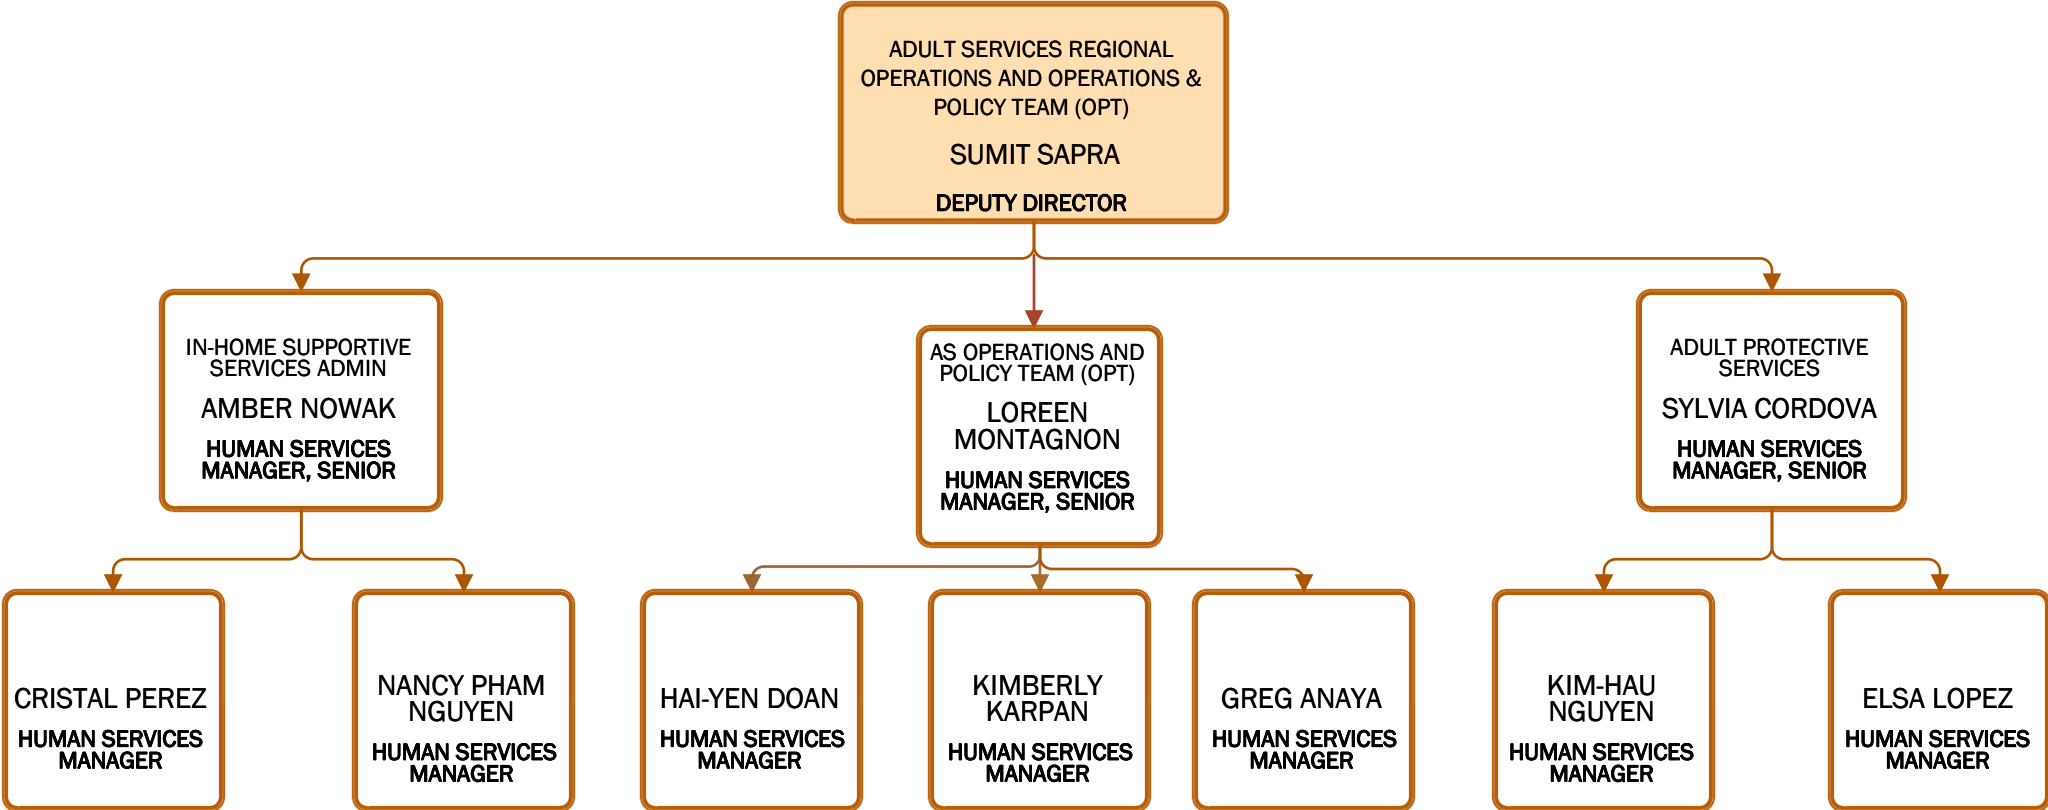 ADULT SERVICES REGIONAL
OPERATIONS AND OPERATIONS &
POLICY TEAM (OPT)
SUMIT SAPRA
DEPUTY DIRECTOR
IN-HOME SUPPORTIVE
SERVICES ADMIN
AMBER NOWAK
HUMAN SERVICES
MANAGER, SENIOR
AS OPERATIONS AND
POLICY TEAM (OPT)
LOREEN
MONTAGNON
HUMAN SERVICES
MANAGER, SENIOR
ADULT PROTECTIVE
SERVICES
SYLVIA CORDOVA
HUMAN SERVICES
MANAGER, SENIOR
CRISTAL PEREZ
HUMAN SERVICES
MANAGER
NANCY PHAM
NGUYEN
HUMAN SERVICES
MANAGER
HAI-YEN DOAN
HUMAN SERVICES
MANAGER
KIMBERLY
KARPAN
HUMAN SERVICES
MANAGER
GREG ANAYA
HUMAN SERVICES
MANAGER
KIM-HAU
NGUYEN
HUMAN SERVICES
MANAGER
ELSA LOPEZ
HUMAN SERVICES
MANAGER